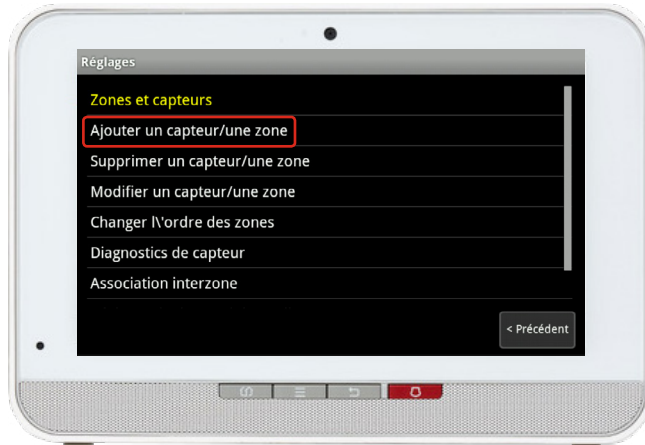 Réglages
Zones et capteurs
Ajouter un capteur/une zone
Supprimer un capteur/une zone
Modifier un capteur/une zone
Changer l\'ordre des zones
Diagnostics de capteur
Association interzone
< Précédent